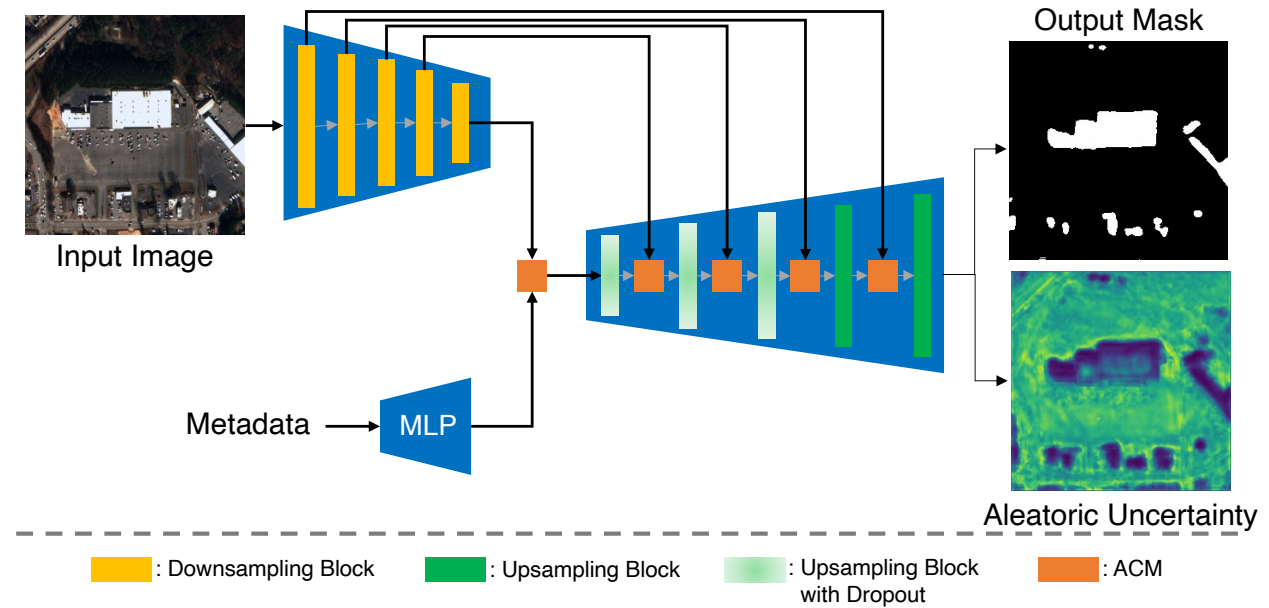 Output Mask
Input Image
Metadata
MLP
Aleatoric Uncertainty
: Downsampling Block
: Upsampling Block
: Upsampling Block
with Dropout
: ACM